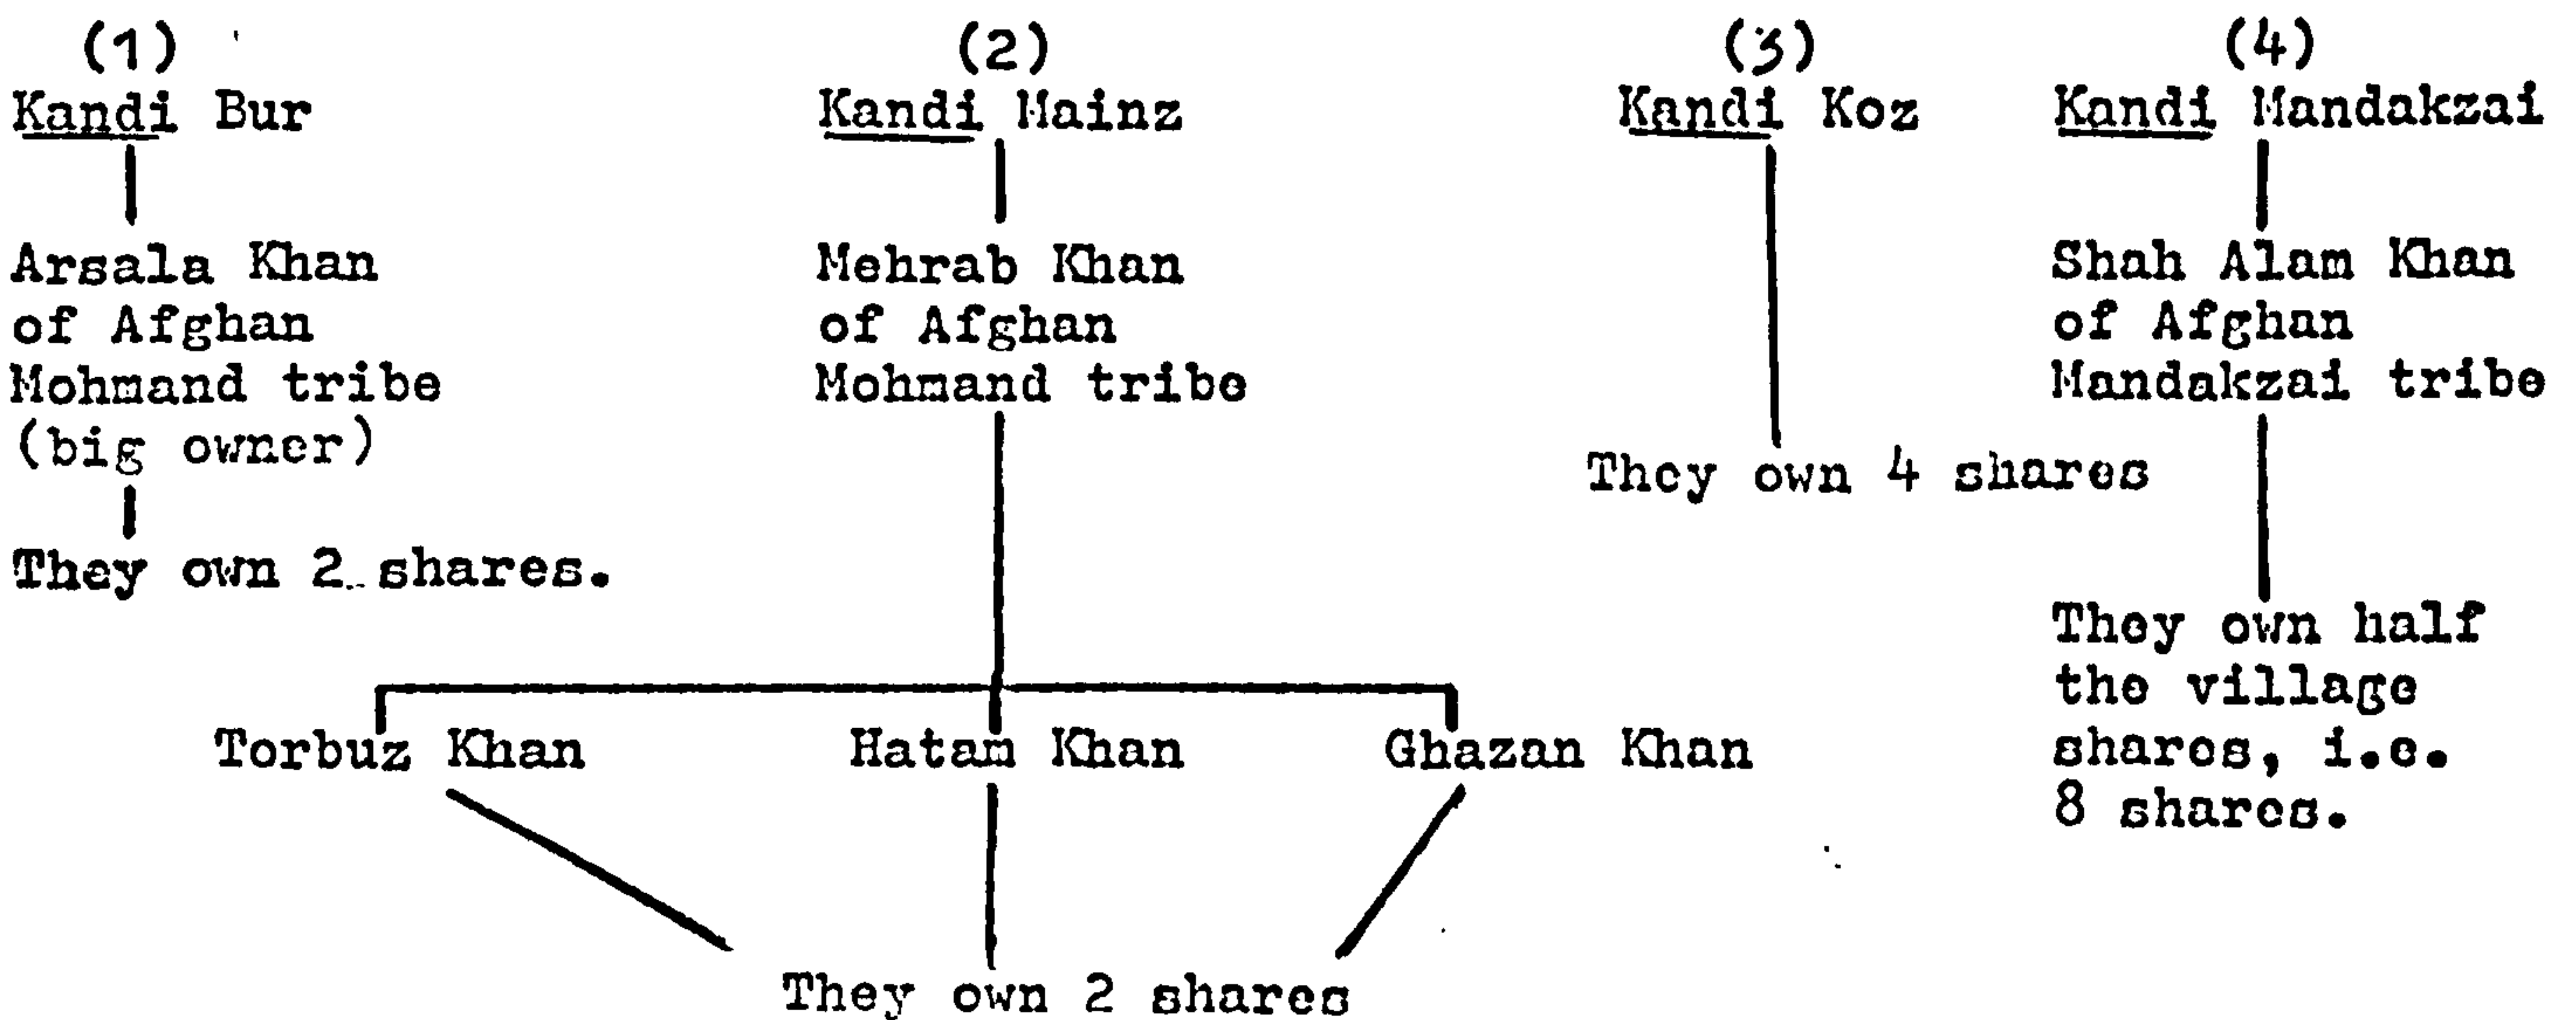 (1)
Kandi Bur
Arsala Khan
of Afghan
Mohmand tribe
(big owner)
They own 2 shares.
(2)
Kandi Mainz
Mehrab Khan
of Afghan
Mohmand tribe
Torbuz Khan
Hatam Khan
Ghazan Khan
They own 2 shares
(3)
Kandi Koz
They own 4 shares
(4)
Kandi Mandakzai
Shah Alam Khan
of Afghan
Mandakzai tribe
They own half
the village
shares, i.e.
8 shares.